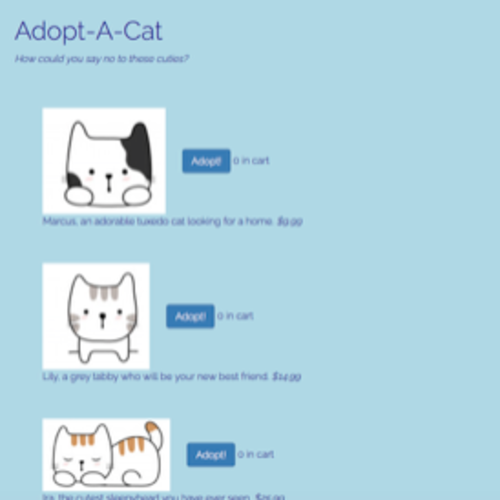 Adopt-A-Cat
How could you say no to these cuties?
Adopt! 0 in cart
Marcus, an adorable tuxedo cat looking for a home. $9.99
Adopt! 0 in cart
Lily, a grey tabby who will be your new best friend. $14.99
Adopt! 0 in cart
the cutest sleepyhead you have ever seen.